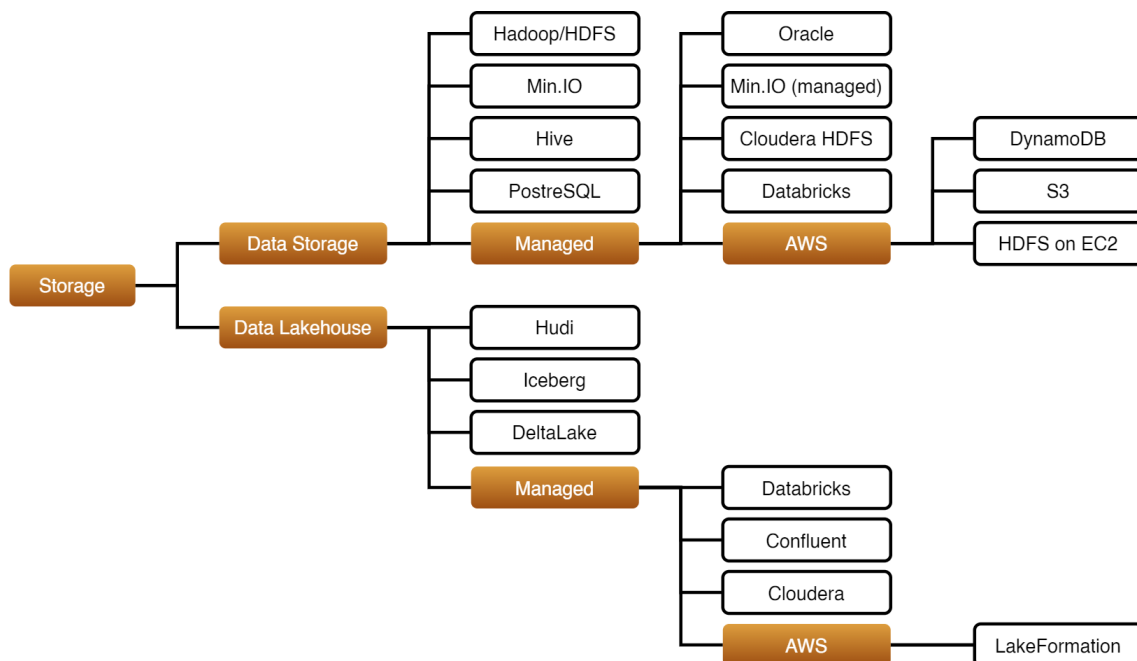 Hadoop/HDFS
Oracle
Min.IO
Min.IO (managed)
Hive
Cloudera HDFS
DynamoDB
PostreSQL
Databricks
S3
Data Storage
Managed
AWS
HDFS on EC2
Storage
Data Lakehouse
Hudi
Iceberg
DeltaLake
Managed
Databricks
Confluent
Cloudera
AWS
LakeFormation